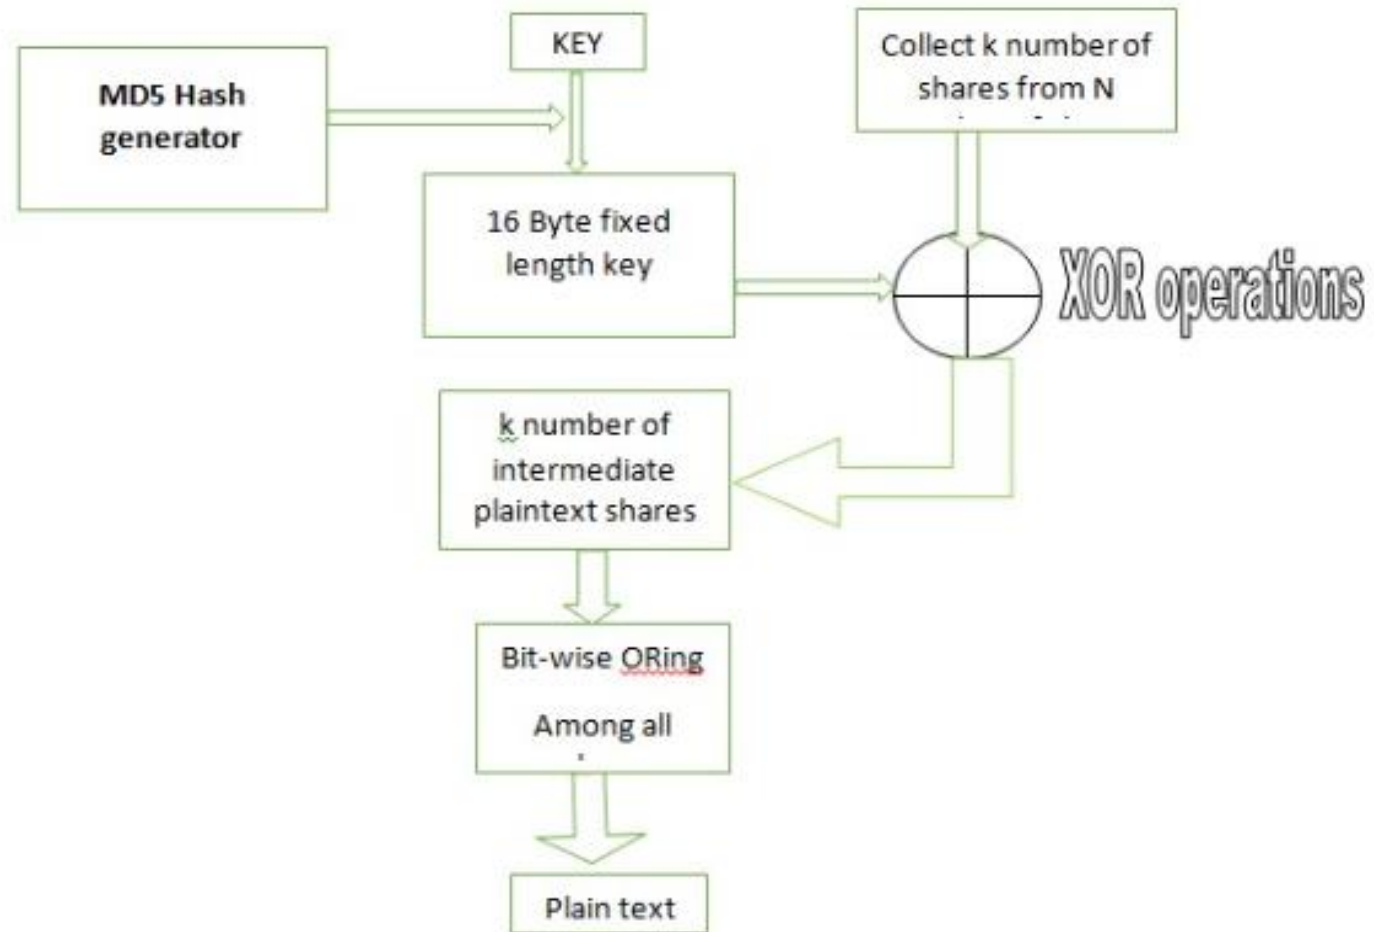 KEY
MD5 Hash
generator
Collect k number of
shares from N
16 Byte fixed
length key
XOR operations
k number of
intermediate
plaintext shares
Bit-wise ORing
Among all
Plain text